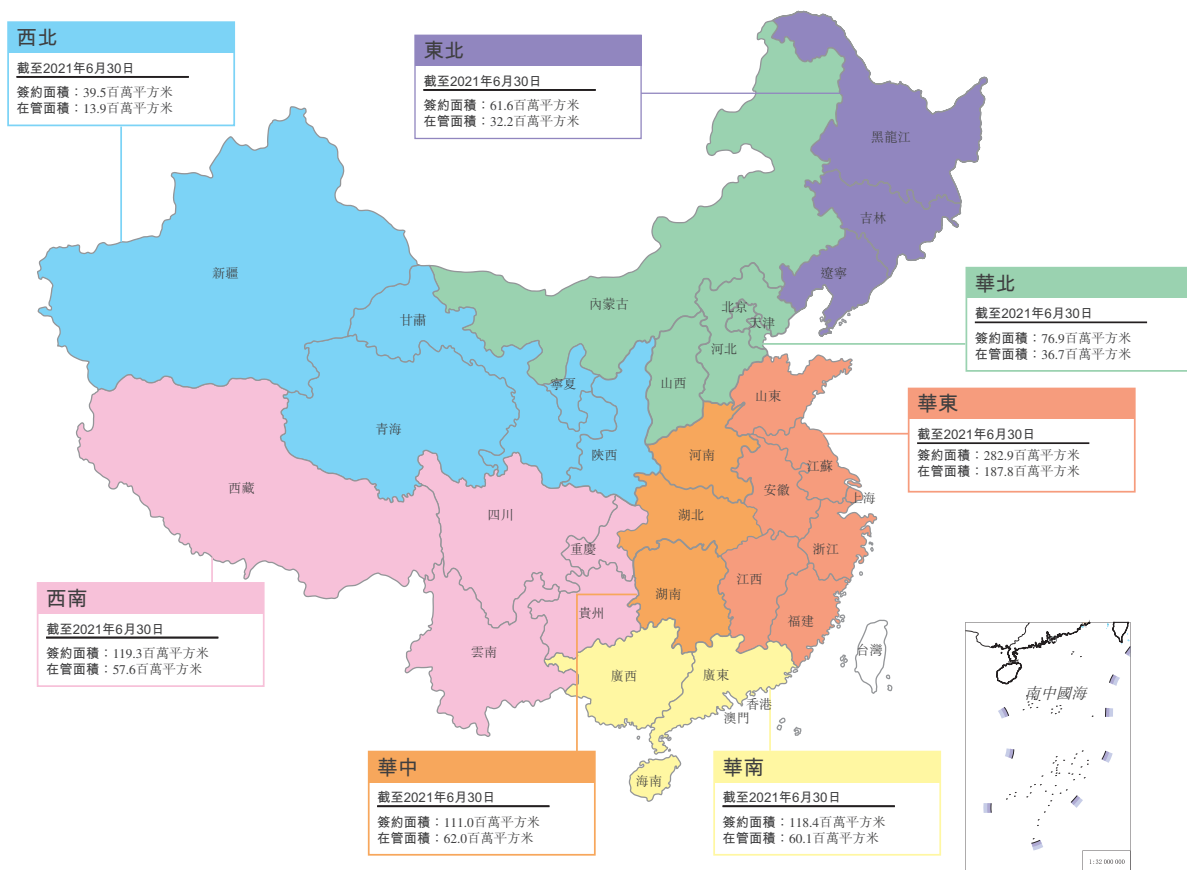 西北
截至2021年6月30日
簽約面積：39.5百萬平方米
在管面積：13.9百萬平方米
東北
截至2021年6月30日
簽約面積：61.6百萬平方米
在管面積：32.2百萬平方米
黑龍江
吉林
遼寧
新疆
甘肅
內蒙古
北京
天津
河北
山西
寧夏
青海
陝西
華北
截至2021年6月30日
簽約面積：76.9百萬平方米
在管面積：36.7百萬平方米
山東
河南
江蘇
安徽
上海
華東
截至2021年6月30日
簽約面積：282.9百萬平方米
在管面積：187.8百萬平方米
西藏
四川
湖北
重慶
浙江
江西
湖南
貴州
福建
雲南
廣西
廣東
台灣
香港
澳門
海南
西南
截至2021年6月30日
簽約面積：119.3百萬平方米
在管面積：57.6百萬平方米
南中國海
1:32 000 000
華中
截至2021年6月30日
簽約面積：111.0百萬平方米
在管面積：62.0百萬平方米
華南
截至2021年6月30日
簽約面積：118.4百萬平方米
在管面積：60.1百萬平方米